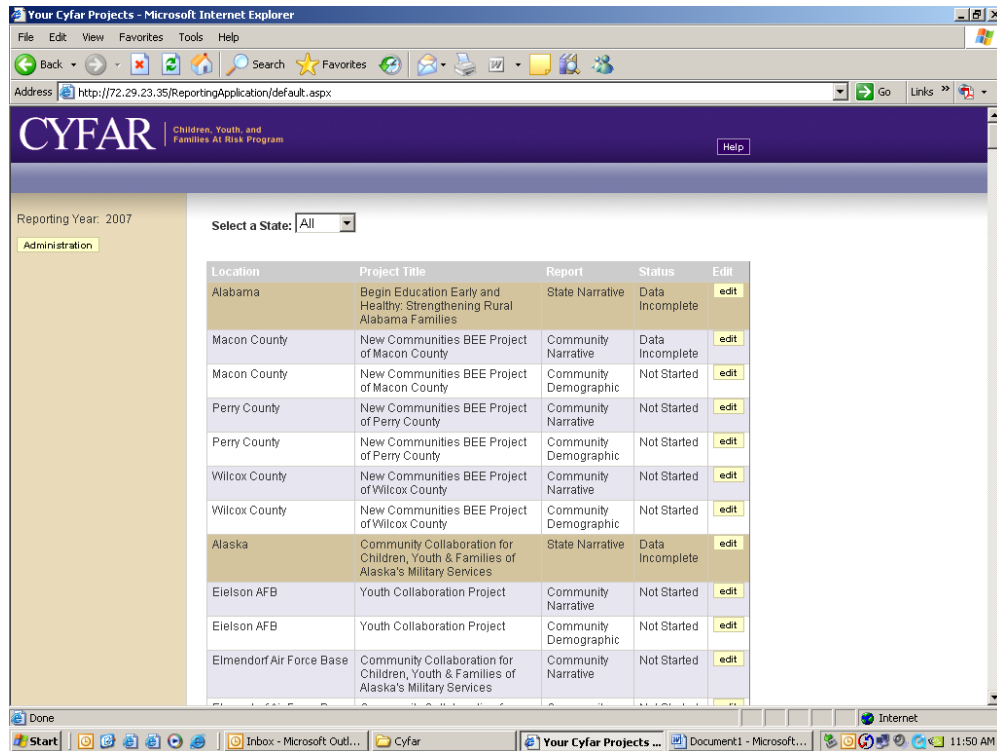 Your Cyfar Projects - Microsoft Internet Explorer
File Edit View Favorites Tools Help
Back Search Favorites
Address http://72.29.23.35/ReportingApplication/default.aspx Go Links »
CYFAR Children, Youth, and
Families At Risk Program
Help
Reporting Year: 2007
Administration
Select a State: All
Location Project Title Report Status Edit
Alabama Begin Education Early and State Narrative Data edit
Healthy: Strengthening Rural Incomplete
Alabama Families
Macon County New Communities BEE Project Community Data edit
of Macon County Narrative Incomplete
Macon County New Communities BEE Project Community Not Started edit
of Macon County Demographic
Perry County New Communities BEE Project Community Not Started edit
of Perry County Narrative
Perry County New Communities BEE Project Community Not Started edit
of Perry County Demographic
Wilcox County New Communities BEE Project Community Not Started edit
of Wilcox County Narrative
Wilcox County New Communities BEE Project Community Not Started edit
of Wilcox County Demographic
Alaska Community Collaboration for State Narrative Data edit
Children, Youth & Families of Incomplete
Alaska's Military Services
Eielson AFB Youth Collaboration Project Community Not Started edit
Narrative
Eielson AFB Youth Collaboration Project Community Not Started edit
Demographic
Elmendorf Air Force Base Community Collaboration for Community Not Started edit
Children, Youth & Families of Narrative
Alaska's Military Services
Done Internet
Start Inbox - Microsoft Outl... Cyfar Your Cyfar Projects ... Document1 - Microsoft... 11:50 AM